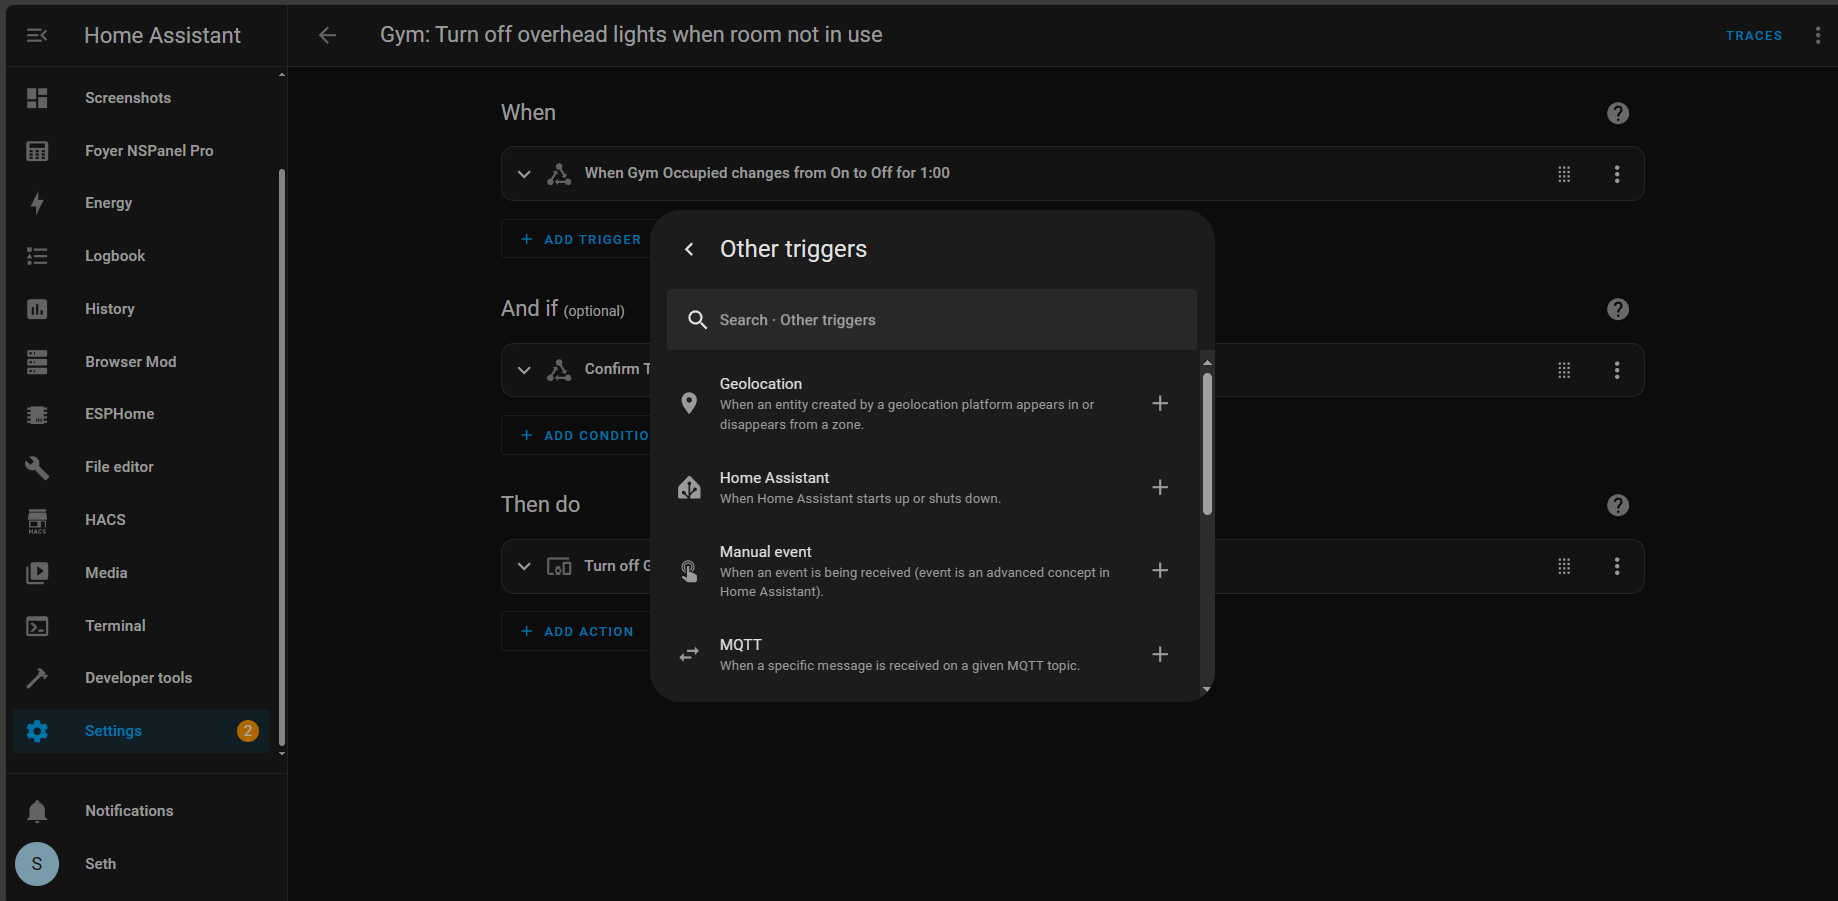 Home Assistant
Gym: Turn off overhead lights when room not in use
TRACES
Screenshots
Foyer NSPanel Pro
Energy
Logbook
History
Browser Mod
ESPHome
File editor
HACS
HACS
Media
Terminal
Developer tools
Settings
2
Notifications
S
Seth
When
When Gym Occupied changes from On to Off for 1:00
+ ADD TRIGGER
And if (optional)
Confirm T
+ ADD CONDITIO
Then do
Turn off G
+ ADD ACTION
Other triggers
Search · Other triggers
Geolocation
When an entity created by a geolocation platform appears in or
disappears from a zone.
Home Assistant
When Home Assistant starts up or shuts down.
Manual event
When an event is being received (event is an advanced concept in
Home Assistant).
MQTT
When a specific message is received on a given MQTT topic.